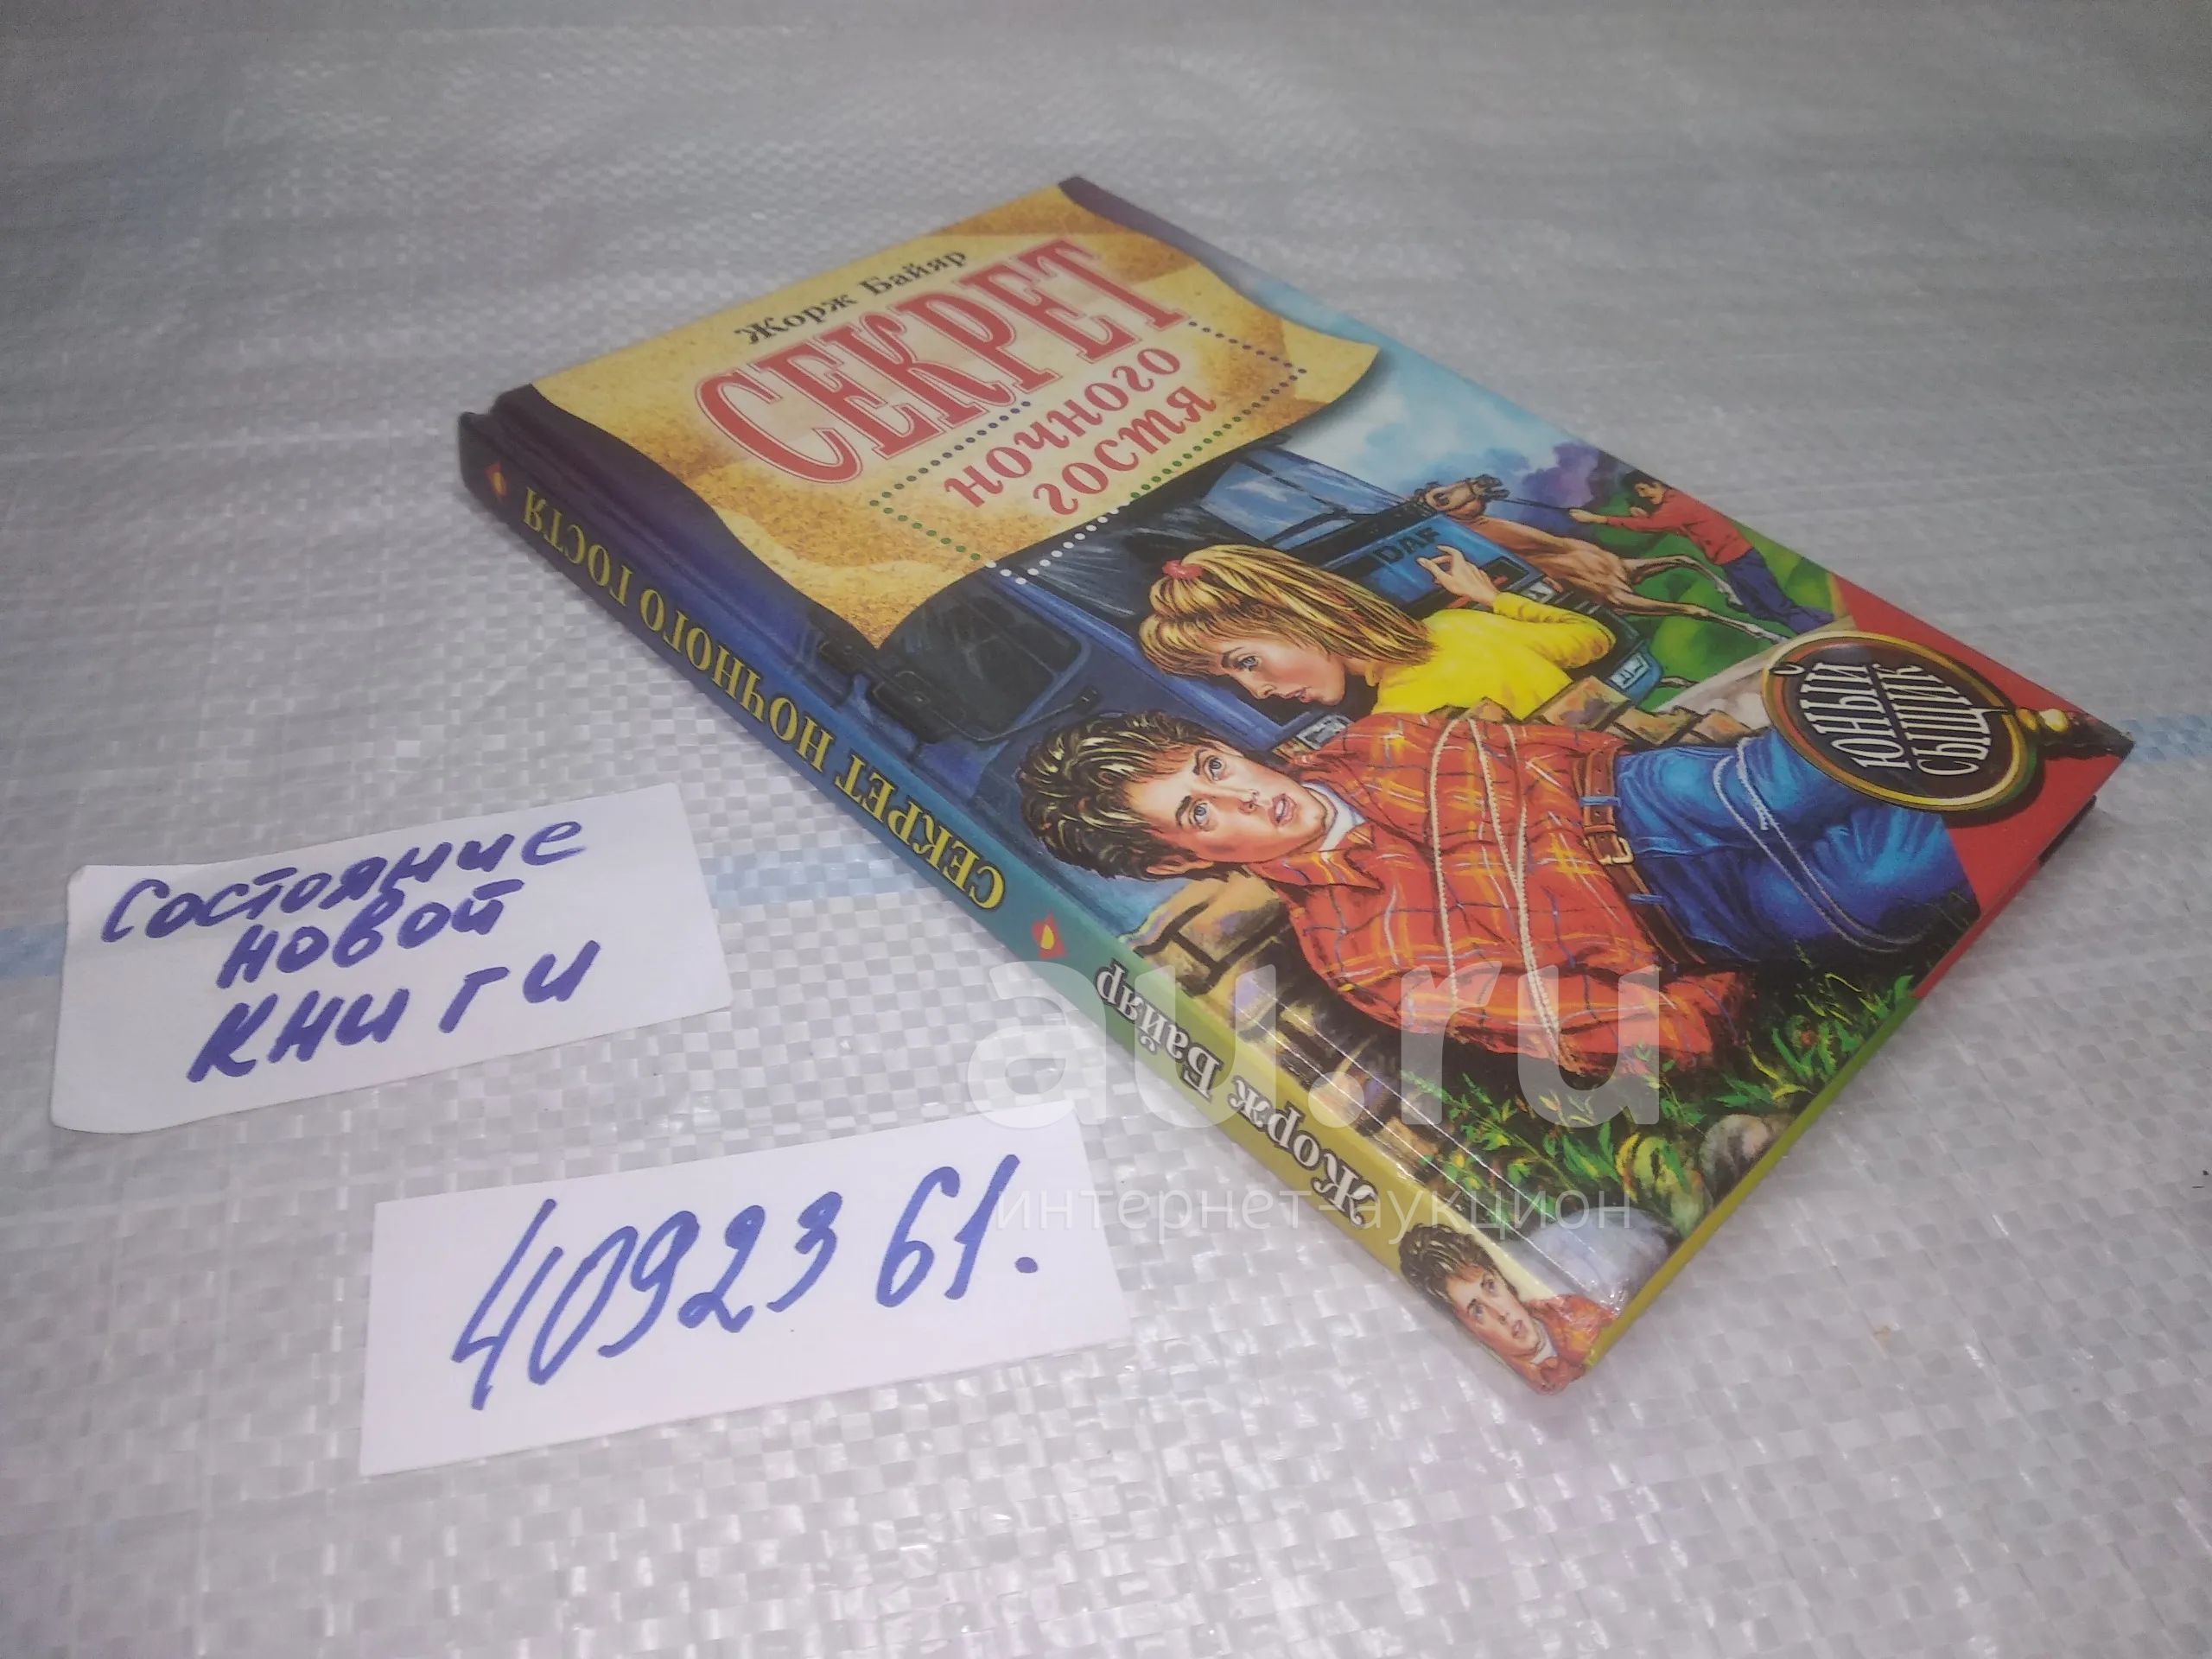 Жорж Байяр
СЕКРЕТ
ночного
гостя
DAF
ЮНЫЙ
СЫЩИК
СЕКРЕТ НОЧНОГО ГОСТЯ
Жорж Байяр
Состояние
новой
книги
4092361.
au.ru
интернет-аукцион